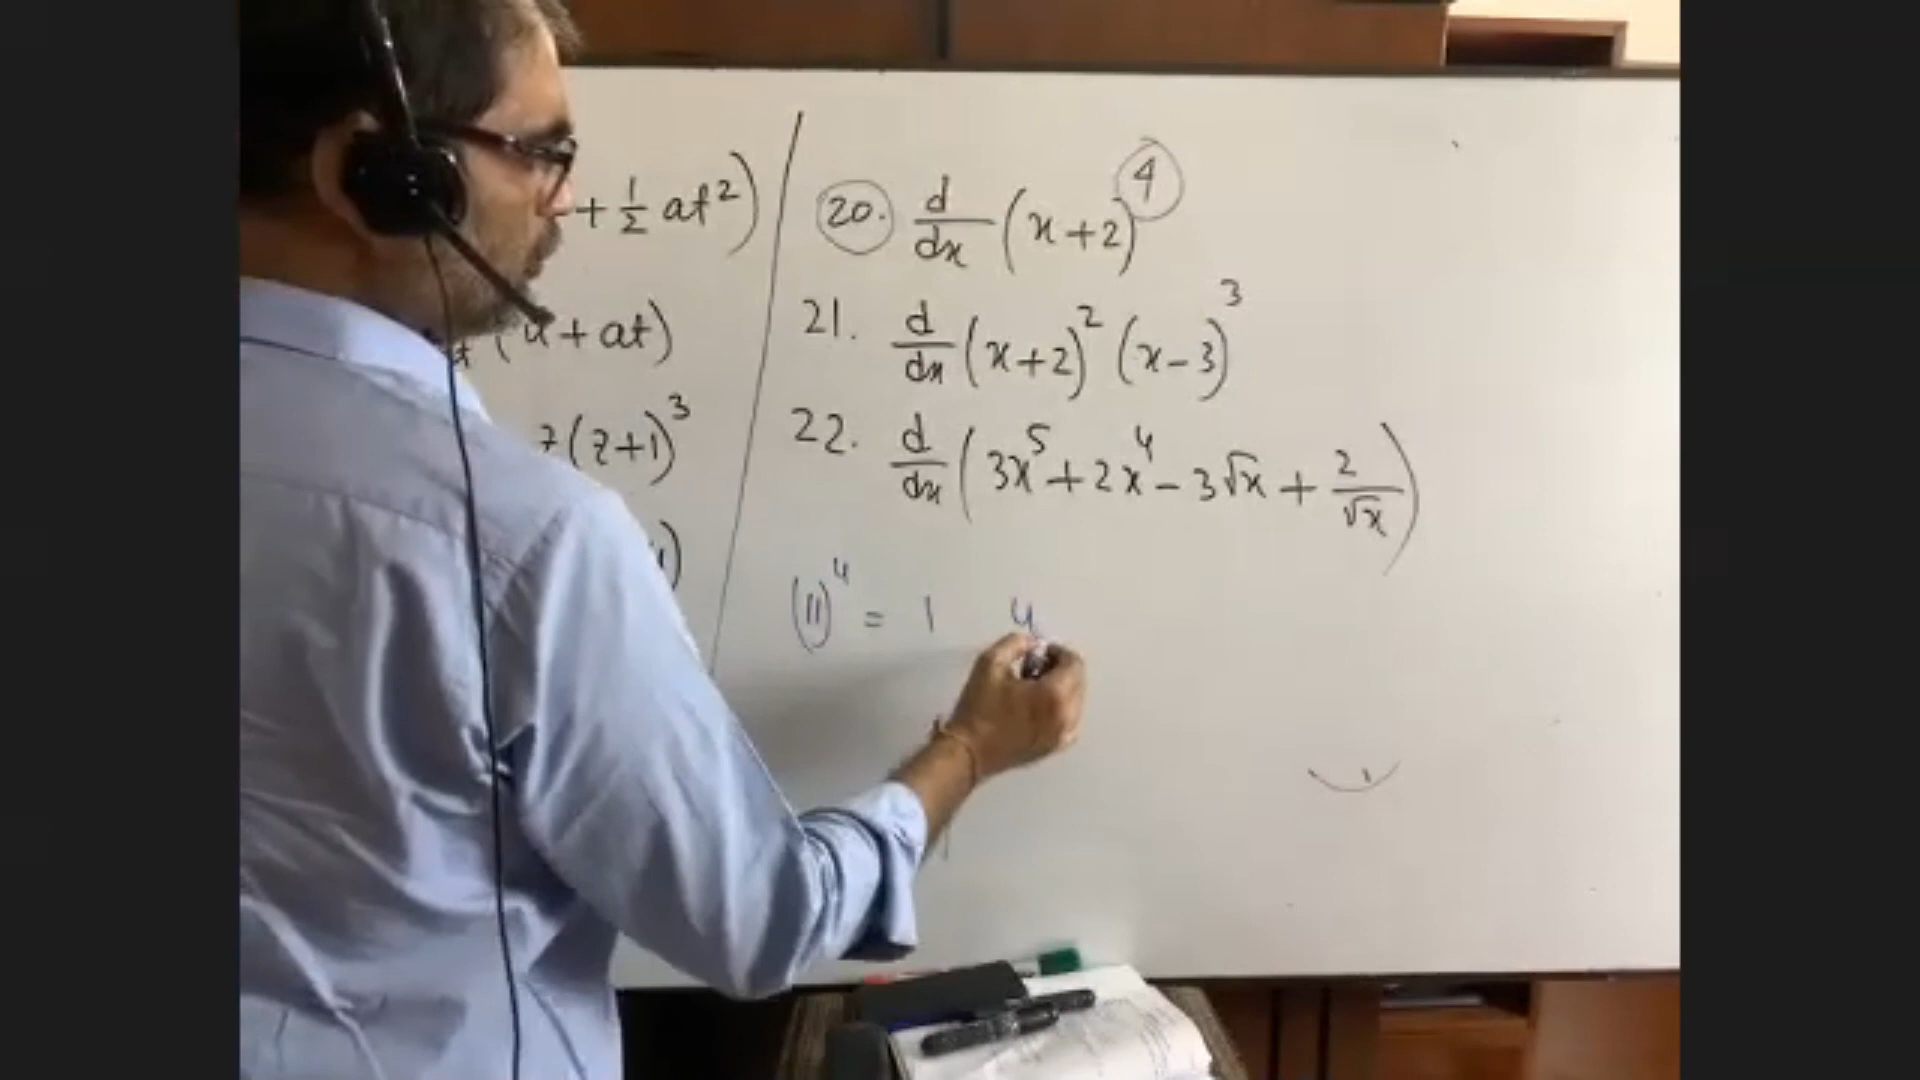 + 1/2 at²)
(u + at)
z(z+1)³
20. d/dx (x+2)⁴
21. d/dx (x+2)² (x-3)³
22. d/dx (3x⁵ + 2x⁴ - 3√x + 2/√x)
(11)⁴ = 1 4